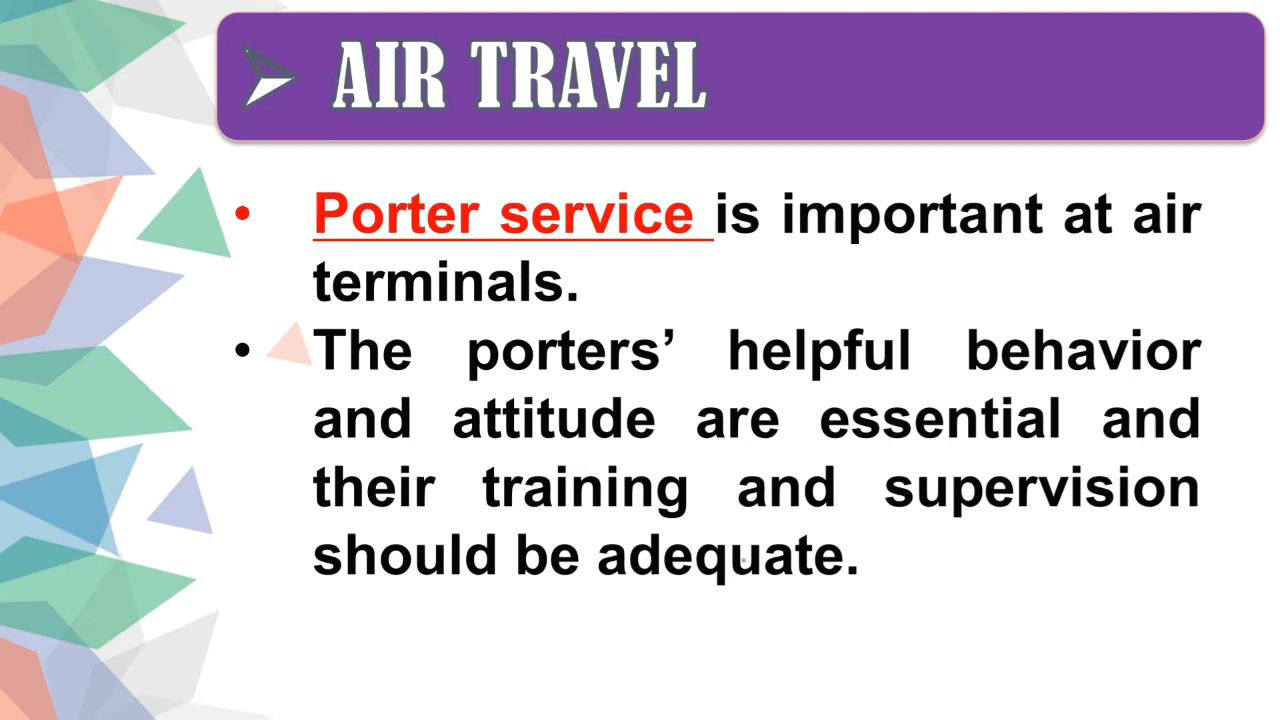 AIR TRAVEL
• Porter service is important at air
terminals.
• The porters’ helpful behavior
and attitude are essential and
their training and supervision
should be adequate.